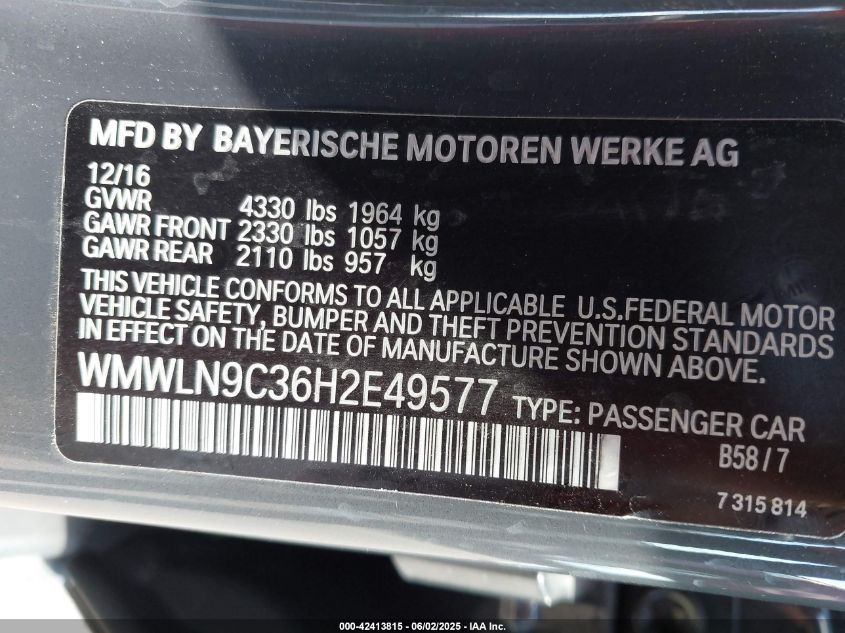 MFD BY BAYERISCHE MOTOREN WERKE AG
12/16
GVWR 4330 lbs 1964 kg
GAWR FRONT 2330 lbs 1057 kg
GAWR REAR 2110 lbs 957 kg
THIS VEHICLE CONFORMS TO ALL APPLICABLE U.S.FEDERAL MOTOR
VEHICLE SAFETY, BUMPER AND THEFT PREVENTION STANDARDS
IN EFFECT ON THE DATE OF MANUFACTURE SHOWN ABOVE.
WMWLN9C36H2E49577 TYPE: PASSENGER CAR
B58/7
7315814
000-42413815 - 06/02/2025 - IAA Inc.